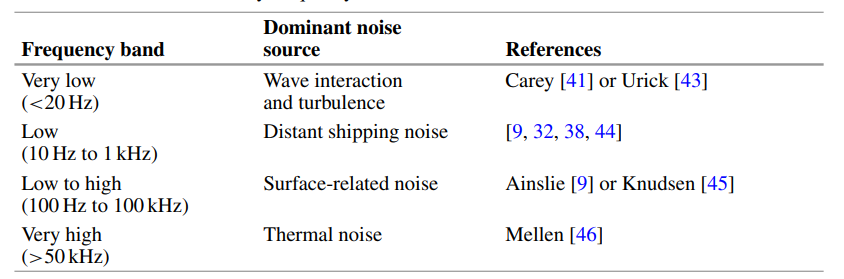 Dominant noise
Frequency band source References
Very low Wave interaction Carey [41] or Urick [43]
(<20 Hz) and turbulence
Low Distant shipping noise [9, 32, 38, 44]
(10 Hz to 1 kHz)
Low to high Surface-related noise Ainslie [9] or Knudsen [45]
(100 Hz to 100 kHz)
Very high Thermal noise Mellen [46]
(>50 kHz)